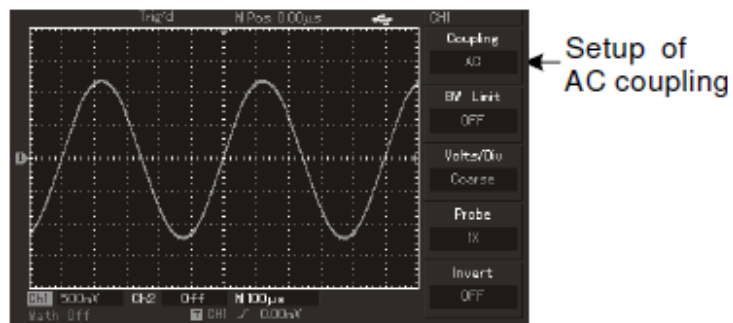 Trig'd M Pos: 0.00μs CH1
Coupling
AC
Setup of
AC coupling
BW Limit
OFF
Volts/Div
Coarse
Probe
1X
Invert
OFF
CH1 500mV CH2 Off M 100μs
Math Off T CH1 0.00mV